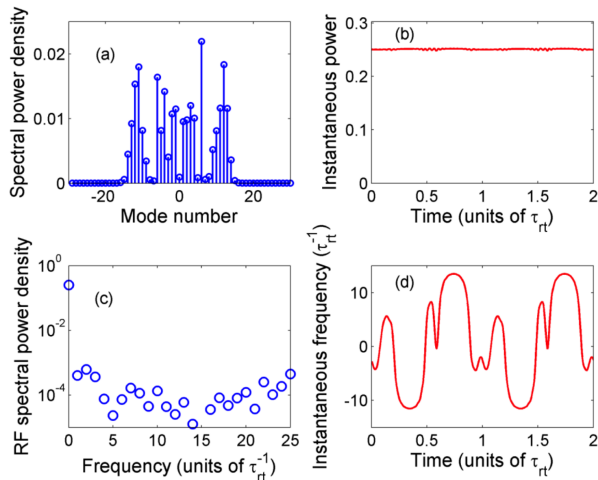 (a)
Spectral power density
0.02
0.01
0
-20
0
20
Mode number
(b)
Instantaneous power
0.3
0.2
0.1
0
0
0.5
1
1.5
2
Time (units of τrt)
(c)
RF spectral power density
10^0
10^-2
10^-4
0
5
10
15
20
25
Frequency (units of τrt^-1)
(d)
Instantaneous frequency (τrt^-1)
10
0
-10
0
0.5
1
1.5
2
Time (units of τrt)